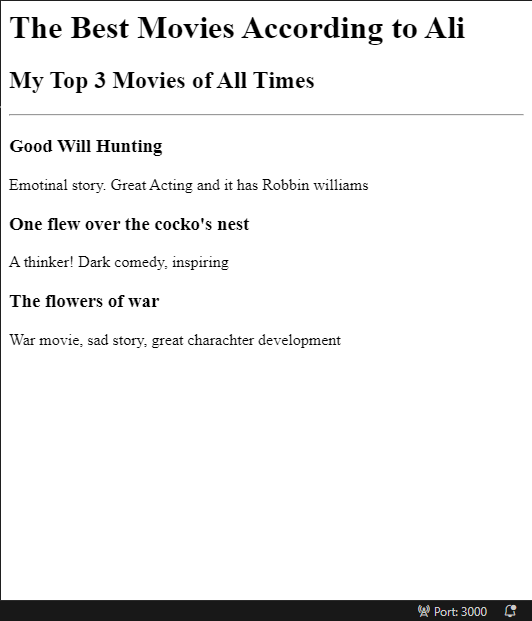 The Best Movies According to Ali
My Top 3 Movies of All Times
Good Will Hunting
Emotinal story. Great Acting and it has Robbin williams
One flew over the cocko's nest
A thinker! Dark comedy, inspiring
The flowers of war
War movie, sad story, great charachter development
Port: 3000